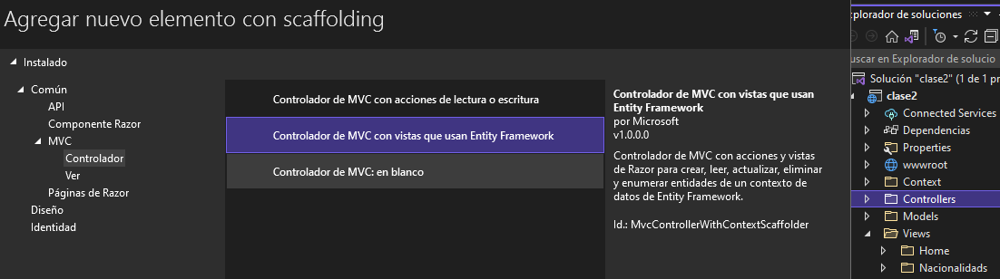 Agregar nuevo elemento con scaffolding
Instalado
Común
API
Componente Razor
MVC
Controlador
Ver
Páginas de Razor
Diseño
Identidad
Controlador de MVC con acciones de lectura o escritura
Controlador de MVC con vistas que usan Entity Framework
Controlador de MVC: en blanco
Controlador de MVC con vistas que usan
Entity Framework
por Microsoft
v1.0.0.0
Controlador de MVC con acciones y vistas
de Razor para crear, leer, actualizar, eliminar
y enumerar entidades de un contexto de
datos de Entity Framework.
Id.: MvcControllerWithContextScaffolder
xplorador de soluciones
uscar en Explorador de solucio
Solución "clase2" (1 de 1 pr
clase2
Connected Services
Dependencias
Properties
wwwroot
Context
Controllers
Models
Views
Home
Nacionalidads